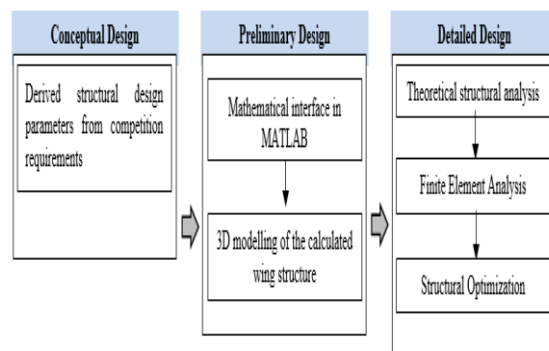 Conceptual Design
Derived structural design
parameters from competition
requirements
Preliminary Design
Mathematical interface in
MATLAB
3D modelling of the calculated
wing structure
Detailed Design
Theoretical structural analysis
Finite Element Analysis
Structural Optimization